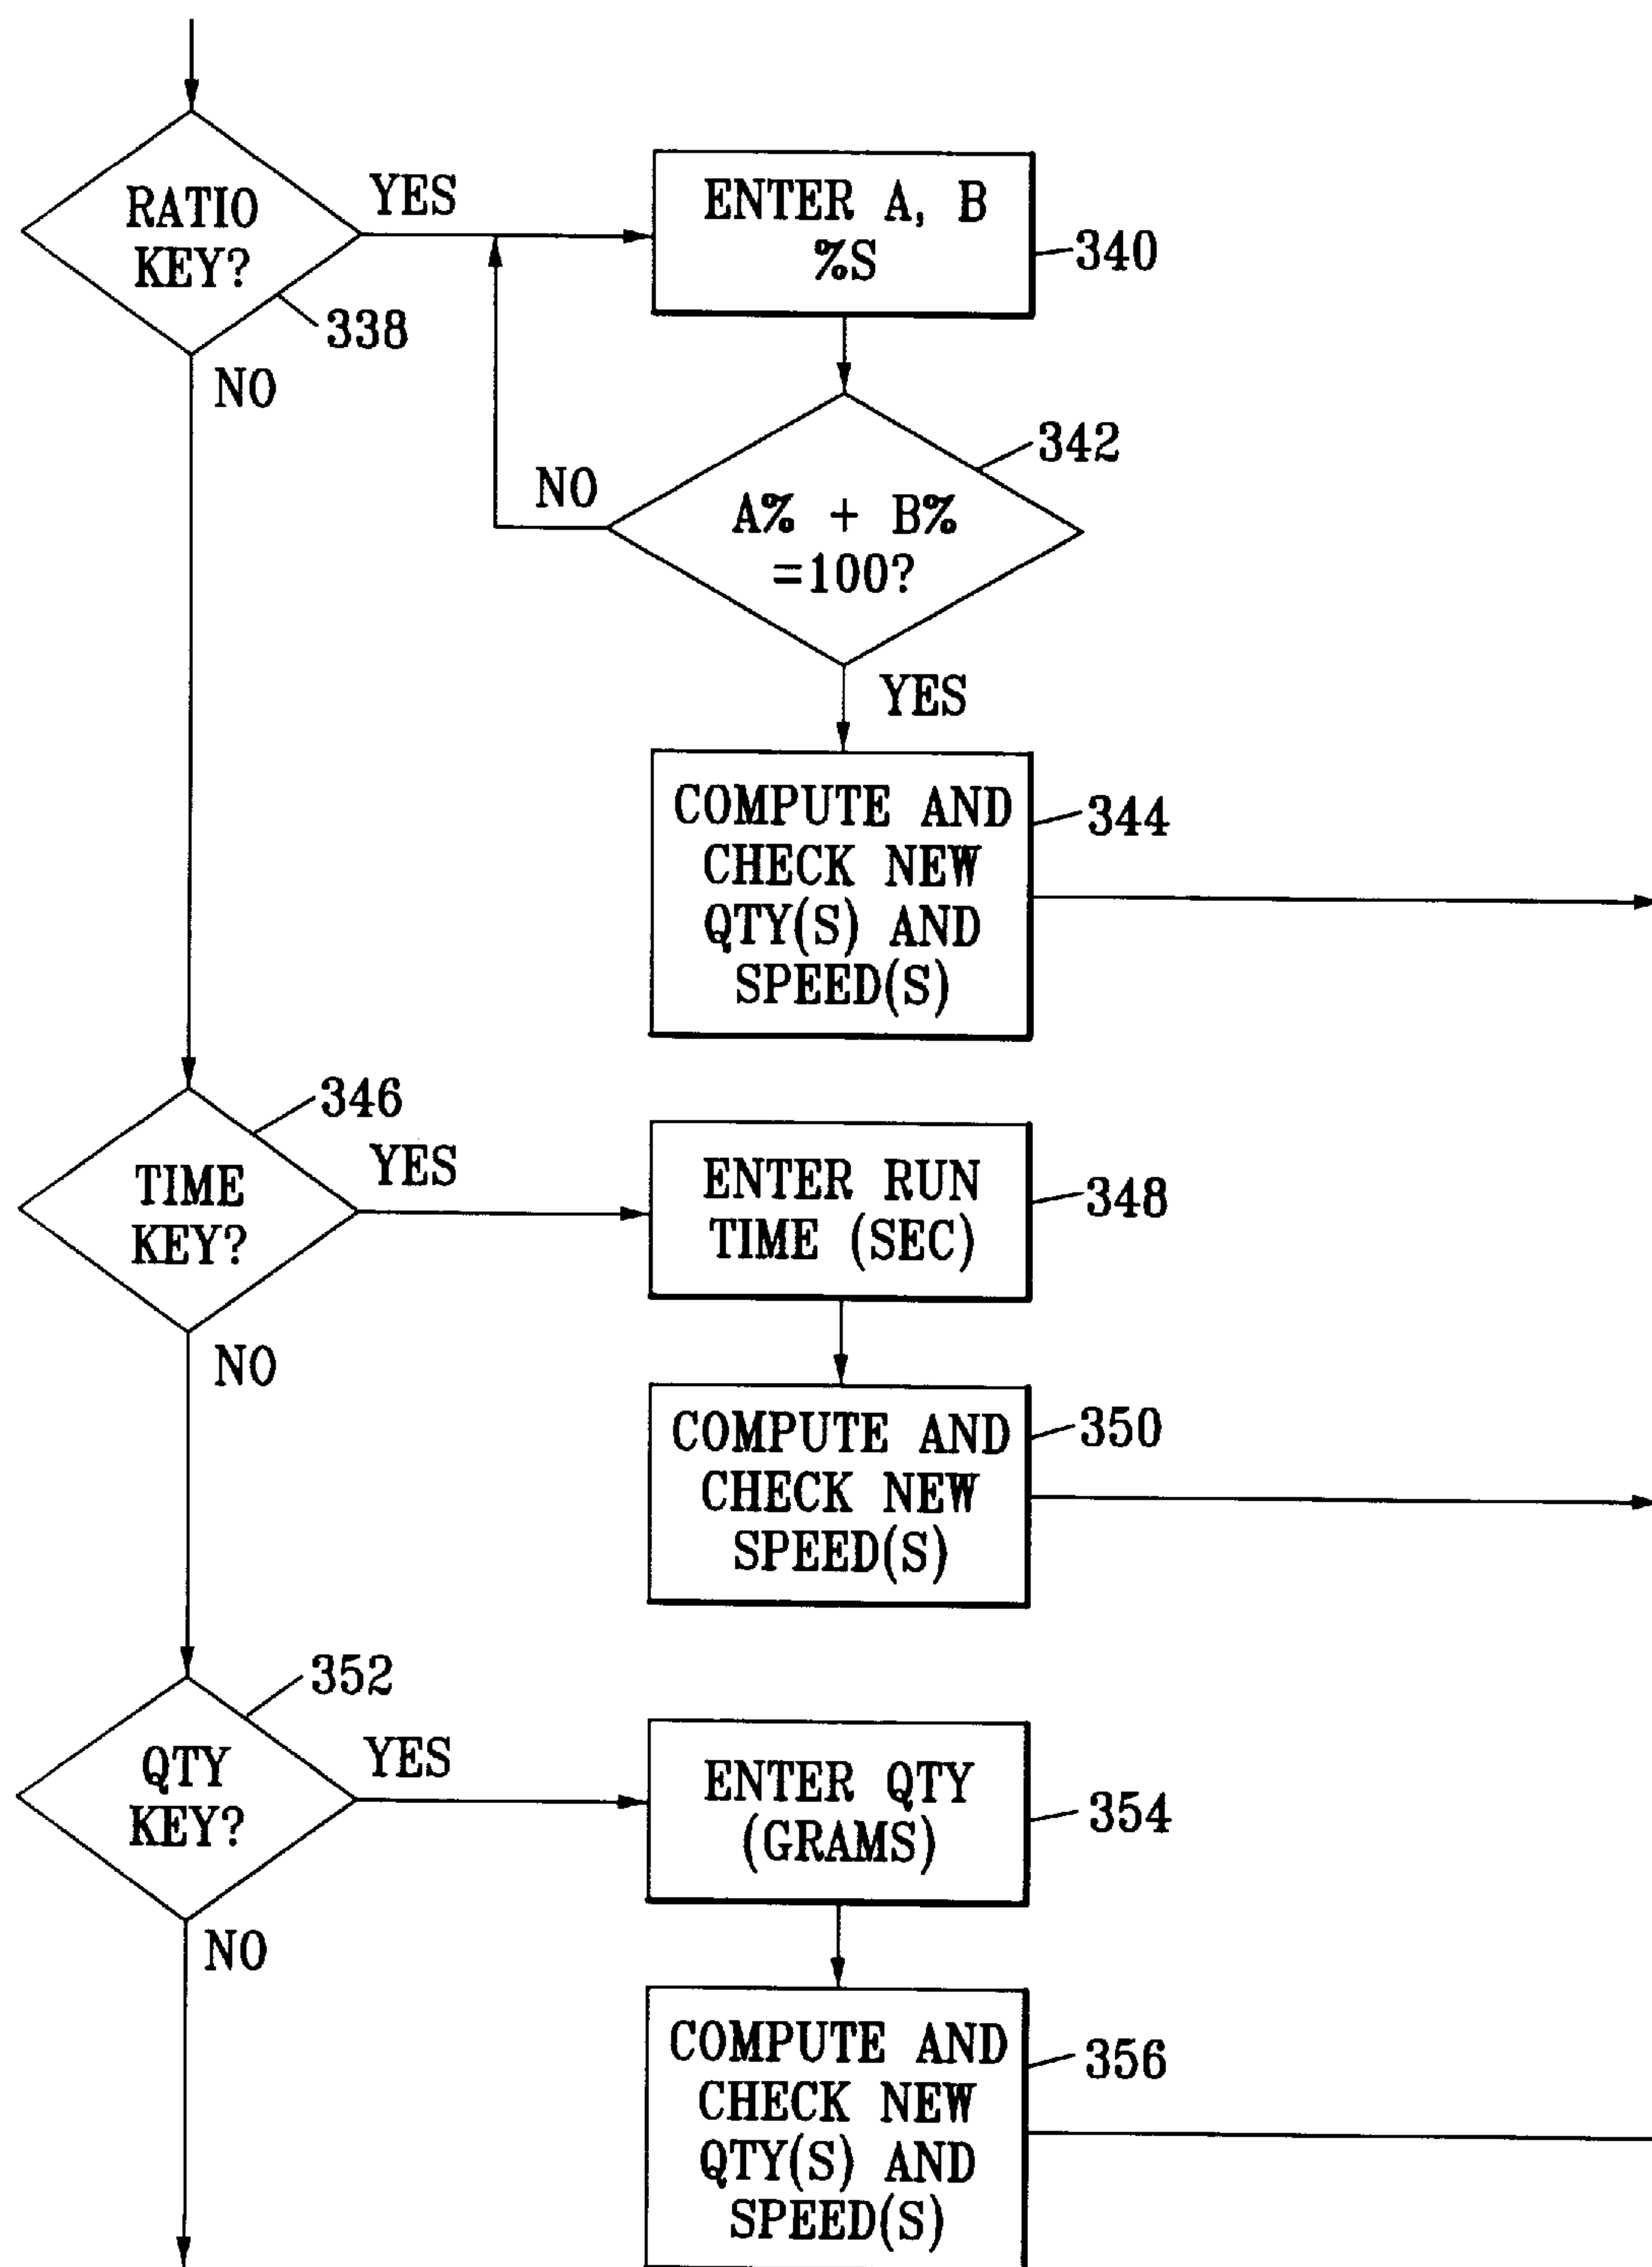 RATIO
KEY?
338
YES
NO
ENTER A, B
%S
340
342
NO
A% + B%
=100?
YES
COMPUTE AND
CHECK NEW
QTY(S) AND
SPEED(S)
344
346
TIME
KEY?
YES
NO
ENTER RUN
TIME (SEC)
348
COMPUTE AND
CHECK NEW
SPEED(S)
350
352
QTY
KEY?
YES
NO
ENTER QTY
(GRAMS)
354
COMPUTE AND
CHECK NEW
QTY(S) AND
SPEED(S)
356